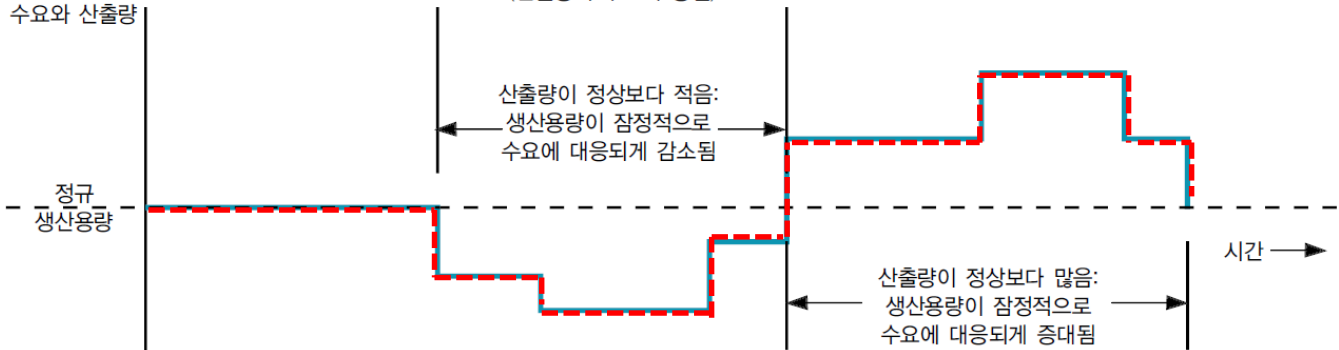 수요와 산출량
산출량이 정상보다 적음:
생산용량이 잠정적으로
수요에 대응되게 감소됨
정규
생산용량
시간
산출량이 정상보다 많음:
생산용량이 잠정적으로
수요에 대응되게 증대됨